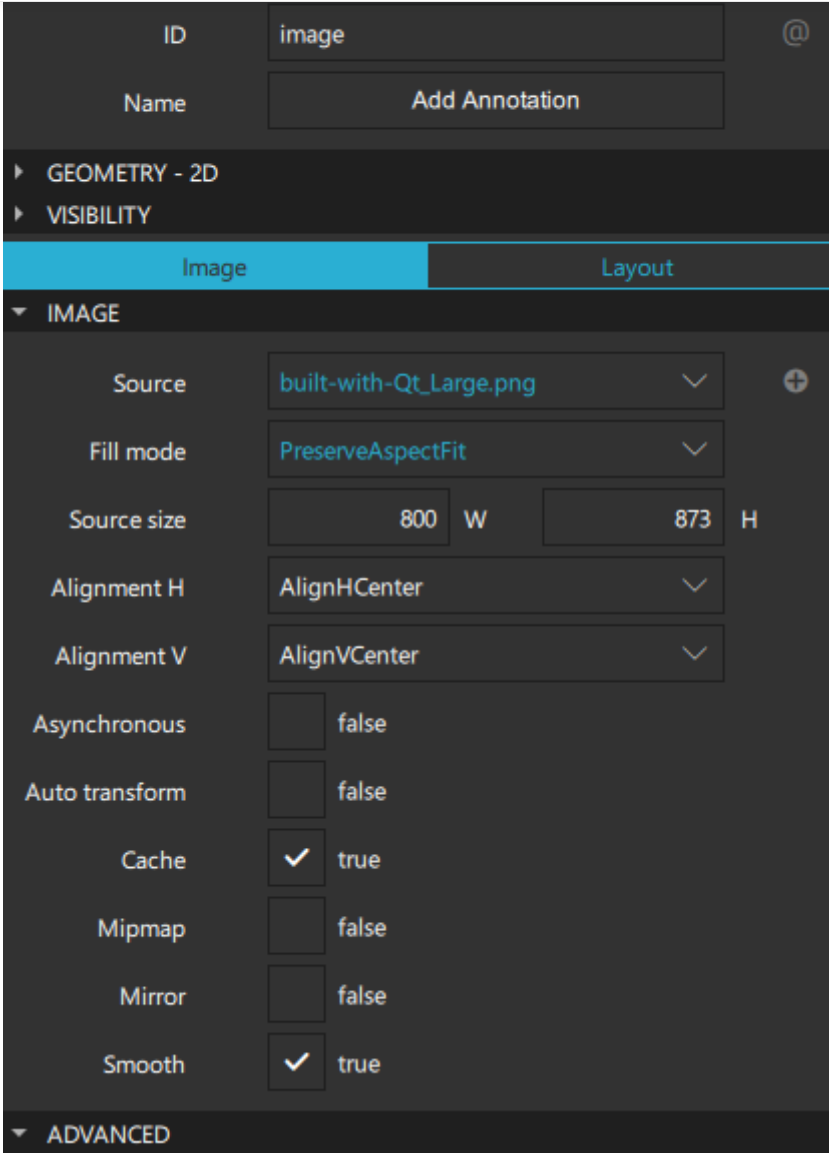 ID image @
Name Add Annotation
GEOMETRY - 2D
VISIBILITY
Image Layout
IMAGE
Source built-with-Qt_Large.png
Fill mode PreserveAspectFit
Source size 800 W 873 H
Alignment H AlignHCenter
Alignment V AlignVCenter
Asynchronous false
Auto transform false
Cache true
Mipmap false
Mirror false
Smooth true
ADVANCED